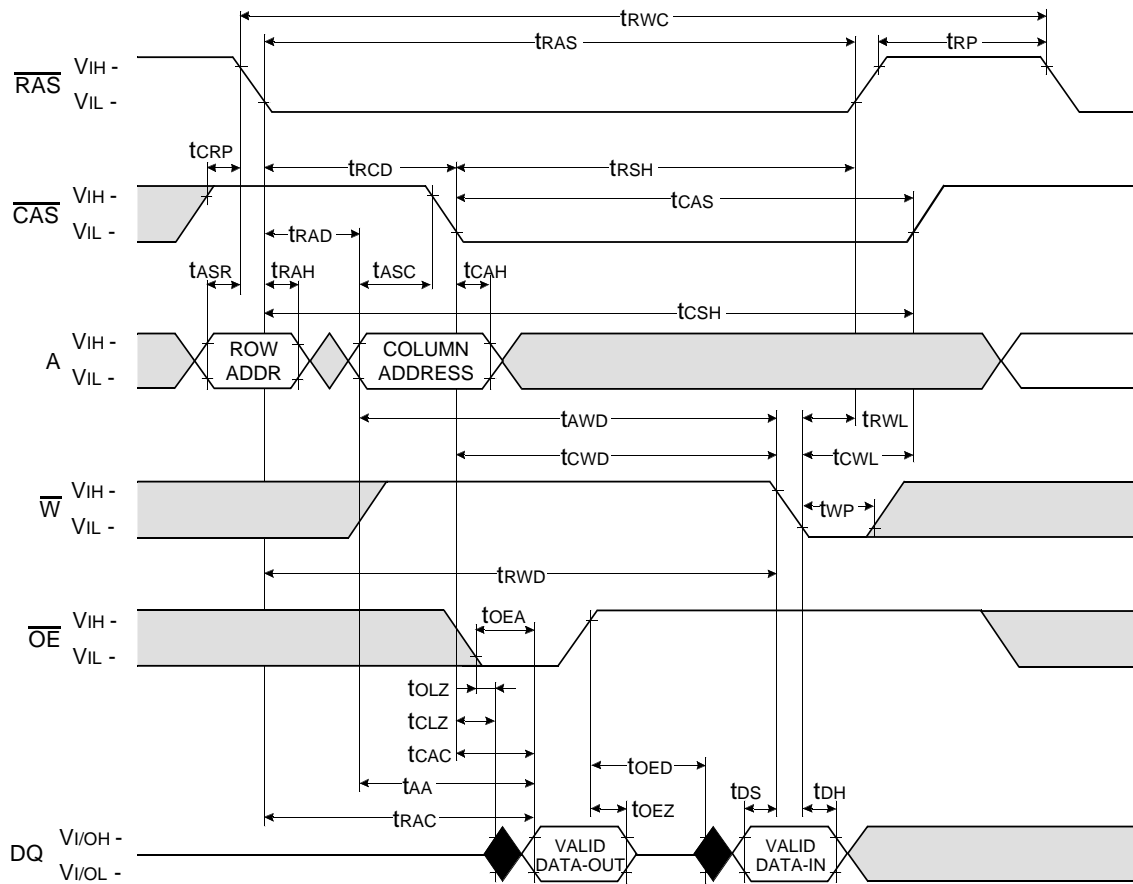 tRWC
tRAS
tRP
RAS
VIH -
VIL -
tCRP
tRCD
tRSH
CAS
VIH -
VIL -
tCAS
tRAD
tASR
tRAH
tASC
tCAH
tCSH
A
VIH -
VIL -
ROW
ADDR
COLUMN
ADDRESS
tAWD
tRWL
tCWD
tCWL
W
VIH -
VIL -
tWP
tRWD
OE
VIH -
VIL -
tOEA
tOLZ
tCLZ
tCAC
tOED
tAA
tOEZ
tDS
tDH
tRAC
DQ
VI/OH -
VI/OL -
VALID
DATA-OUT
VALID
DATA-IN